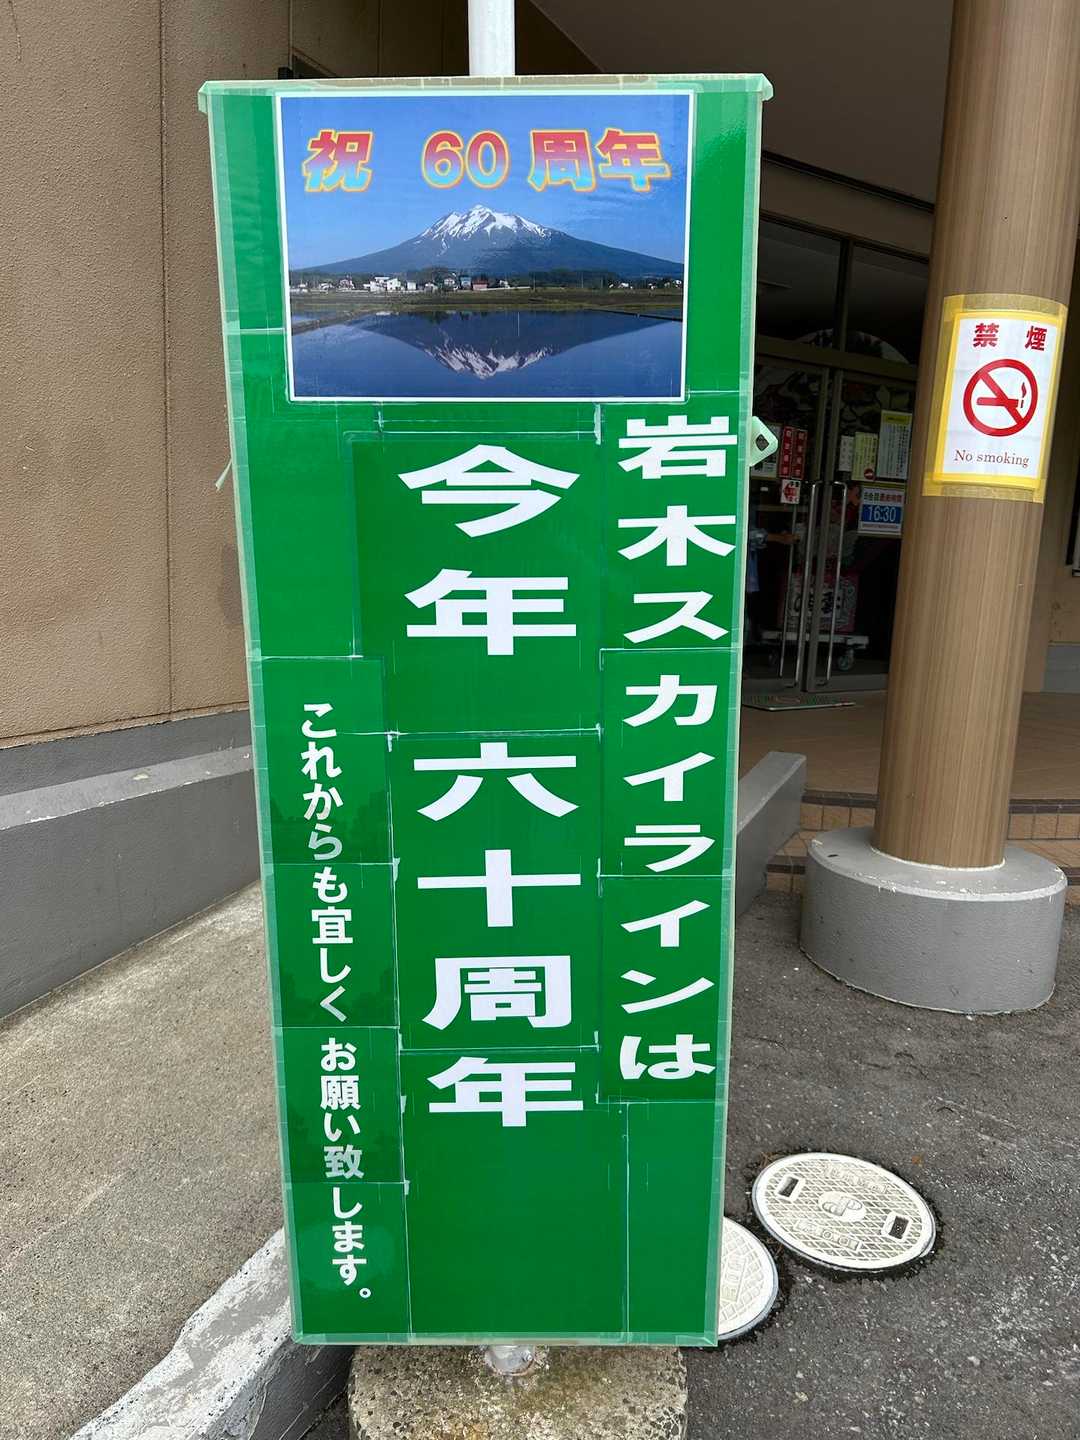 祝 60周年
岩木スカイラインは
今年 六十周年
これからも宜しく お願い致します。
禁煙
No smoking
16:30